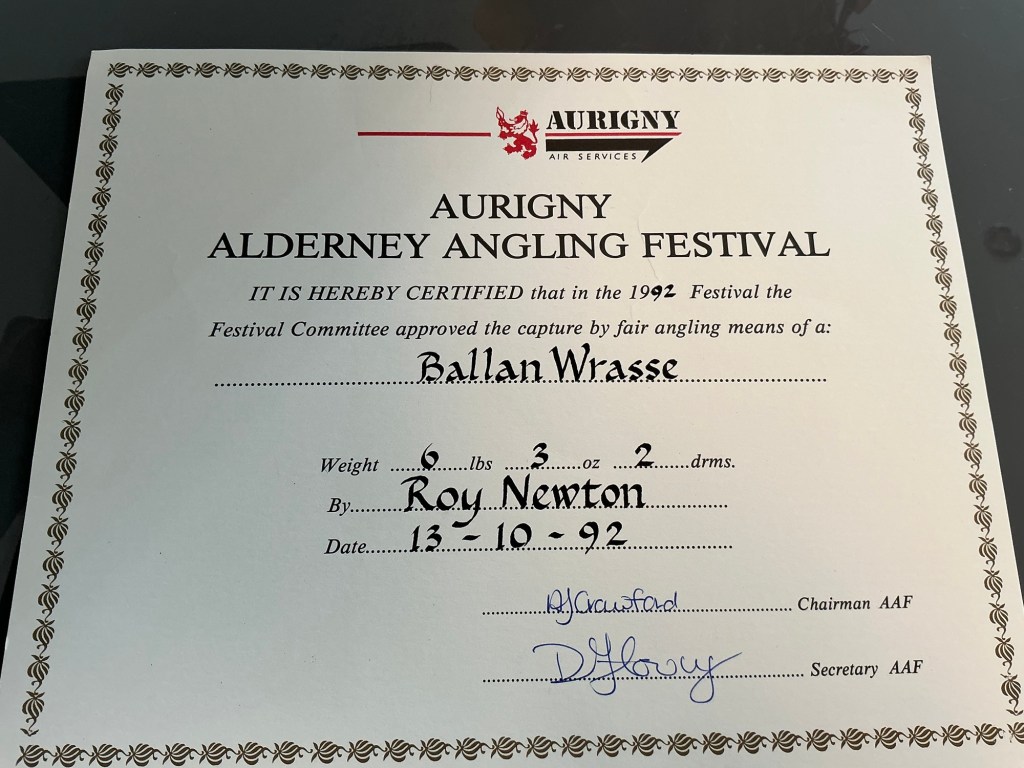 AURIGNY
AIR SERVICES
AURIGNY
ALDERNEY ANGLING FESTIVAL
IT IS HEREBY CERTIFIED that in the 1992 Festival the
Festival Committee approved the capture by fair angling means of a:
Ballan Wrasse
Weight 6 lbs 3 oz 2 drms.
By Roy Newton
Date 13 - 10 - 92
Crawford Chairman AAF
Secretary AAF